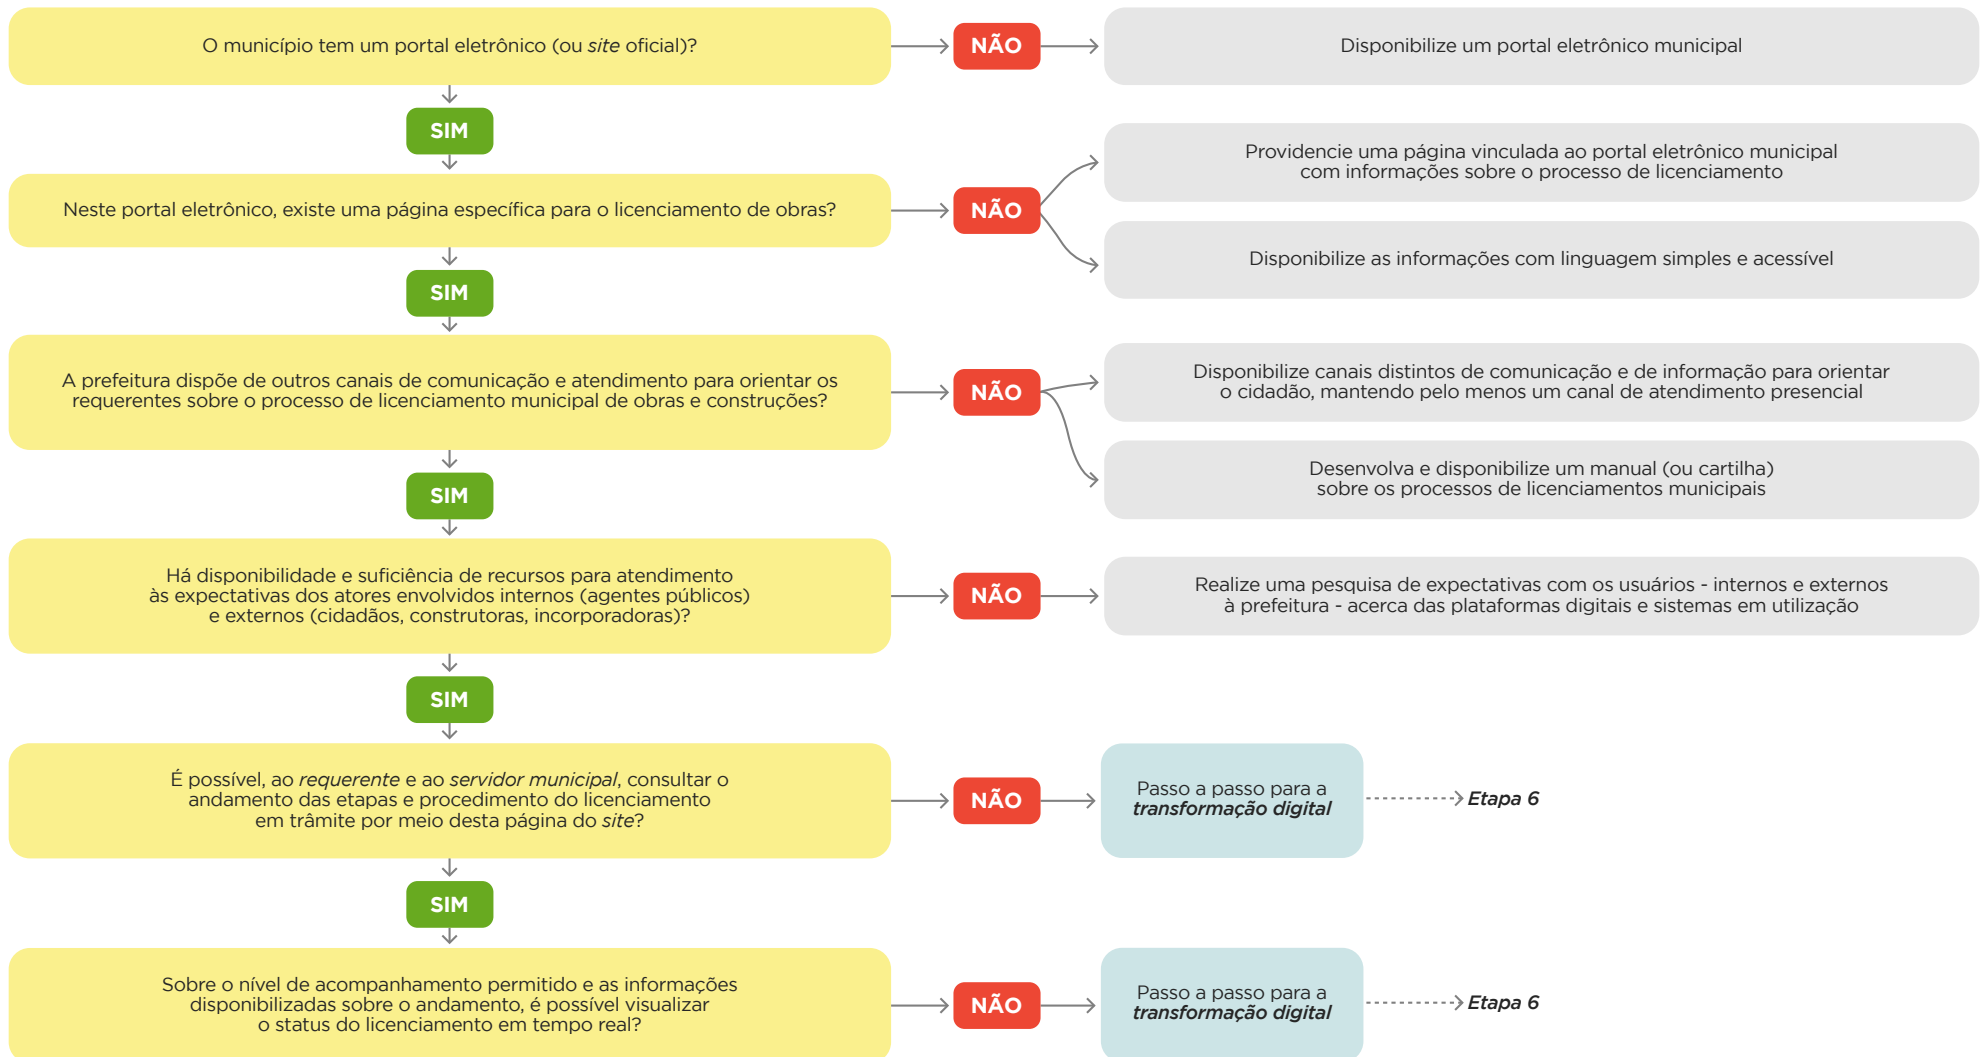 O município tem um portal eletrônico (ou site oficial)?
NÃO
Disponibilize um portal eletrônico municipal
SIM
Neste portal eletrônico, existe uma página específica para o licenciamento de obras?
NÃO
Providencie uma página vinculada ao portal eletrônico municipal
com informações sobre o processo de licenciamento
Disponibilize as informações com linguagem simples e acessível
SIM
A prefeitura dispõe de outros canais de comunicação e atendimento para orientar os
requerentes sobre o processo de licenciamento municipal de obras e construções?
NÃO
Disponibilize canais distintos de comunicação e de informação para orientar
o cidadão, mantendo pelo menos um canal de atendimento presencial
Desenvolva e disponibilize um manual (ou cartilha)
sobre os processos de licenciamentos municipais
SIM
Há disponibilidade e suficiência de recursos para atendimento
às expectativas dos atores envolvidos internos (agentes públicos)
e externos (cidadãos, construtoras, incorporadoras)?
NÃO
Realize uma pesquisa de expectativas com os usuários - internos e externos
à prefeitura - acerca das plataformas digitais e sistemas em utilização
SIM
É possível, ao requerente e ao servidor municipal, consultar o
andamento das etapas e procedimento do licenciamento
em trâmite por meio desta página do site?
NÃO
Passo a passo para a
transformação digital
Etapa 6
SIM
Sobre o nível de acompanhamento permitido e as informações
disponibilizadas sobre o andamento, é possível visualizar
o status do licenciamento em tempo real?
NÃO
Passo a passo para a
transformação digital
Etapa 6